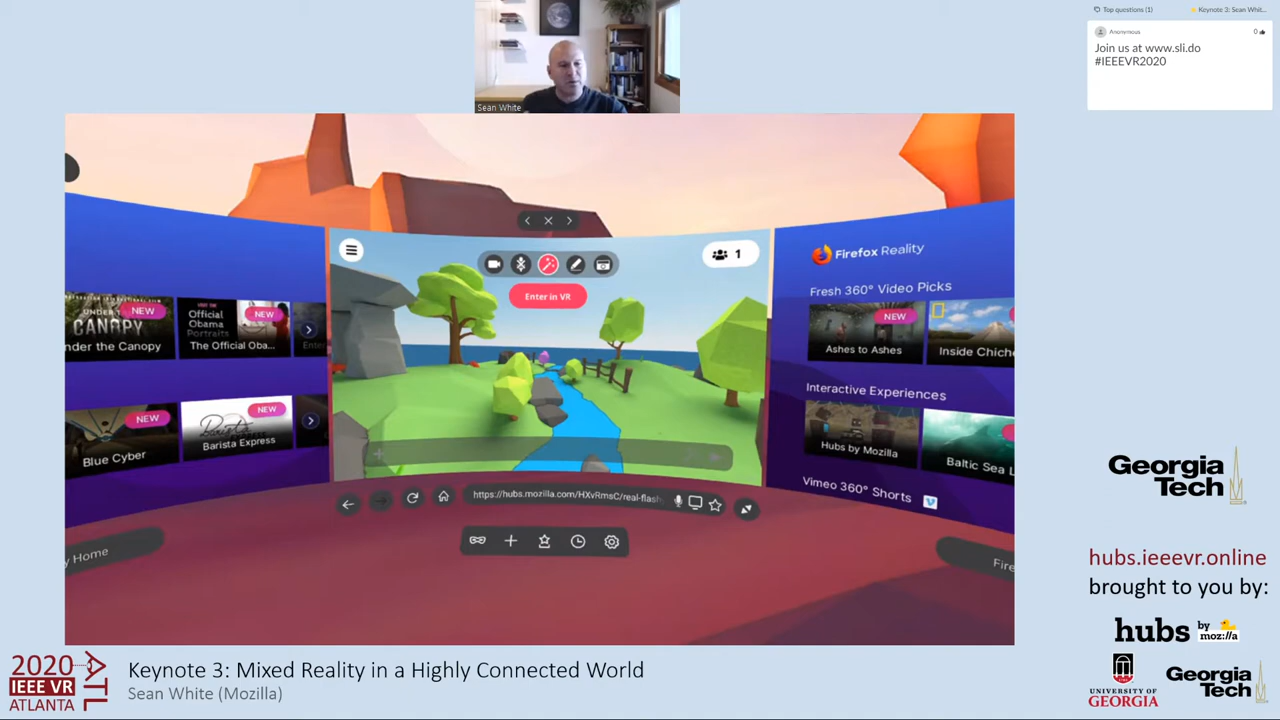 Top questions (1)
Keynote 3: Sean Whit...
Anonymous
0
Join us at www.sli.do
#IEEEVR2020
Sean White
1
Enter in VR
Firefox Reality
Fresh 360° Video Picks
NEW
CANOPY
nder the Canopy
Official
Obama
Portraits
NEW
The Official Oba...
NEW
Ashes to Ashes
Inside Chich
Interactive Experiences
NEW
Blue Cyber
NEW
Barista Express
Hubs by Mozilla
Baltic Sea L
Vimeo 360° Shorts
https://hubs.mozilla.com/HXvRmsC/real-flash
y Home
Fire
Georgia
Tech
hubs.ieeevr.online
brought to you by:
hubs by moz://a
UNIVERSITY OF
GEORGIA
Georgia
Tech
2020
IEEE VR
ATLANTA
ATL
Keynote 3: Mixed Reality in a Highly Connected World
Sean White (Mozilla)